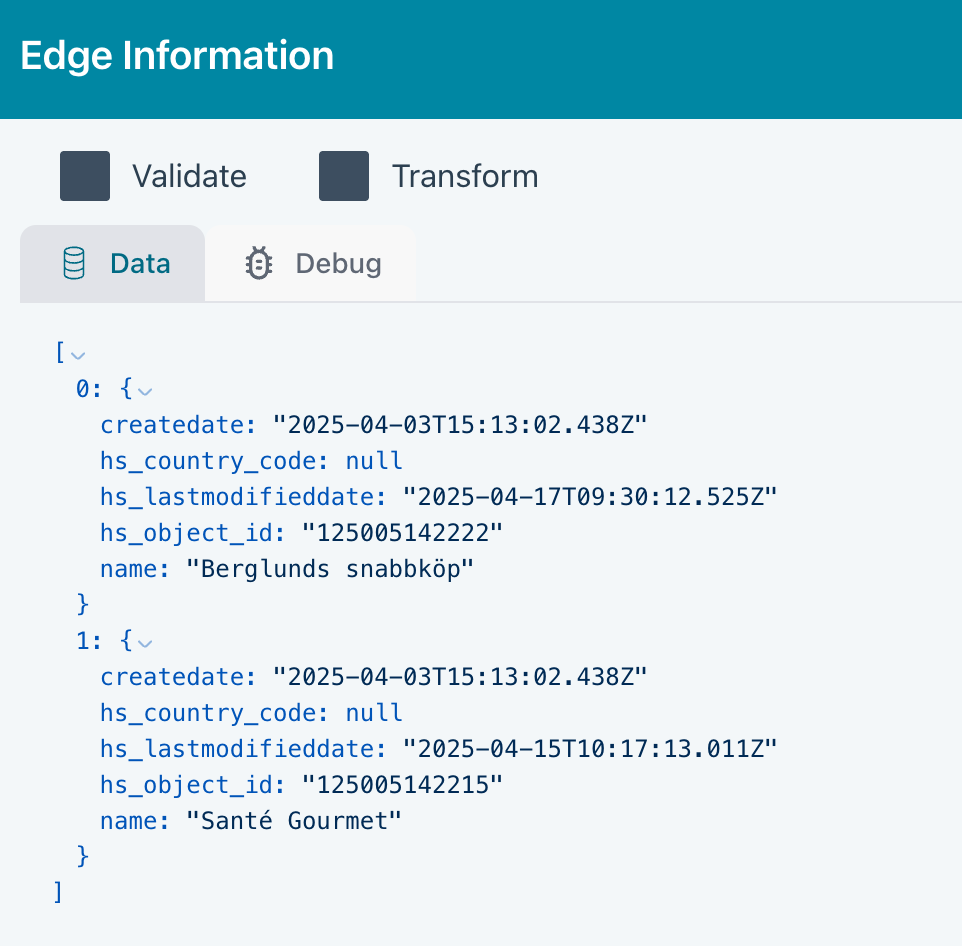 Edge Information
Validate Transform
Data Debug
[
0: {
createdate: "2025-04-03T15:13:02.438Z"
hs_country_code: null
hs_lastmodifieddate: "2025-04-17T09:30:12.525Z"
hs_object_id: "125005142222"
name: "Berglunds snabbköp"
}
1: {
createdate: "2025-04-03T15:13:02.438Z"
hs_country_code: null
hs_lastmodifieddate: "2025-04-15T10:17:13.011Z"
hs_object_id: "125005142215"
name: "Santé Gourmet"
}
]